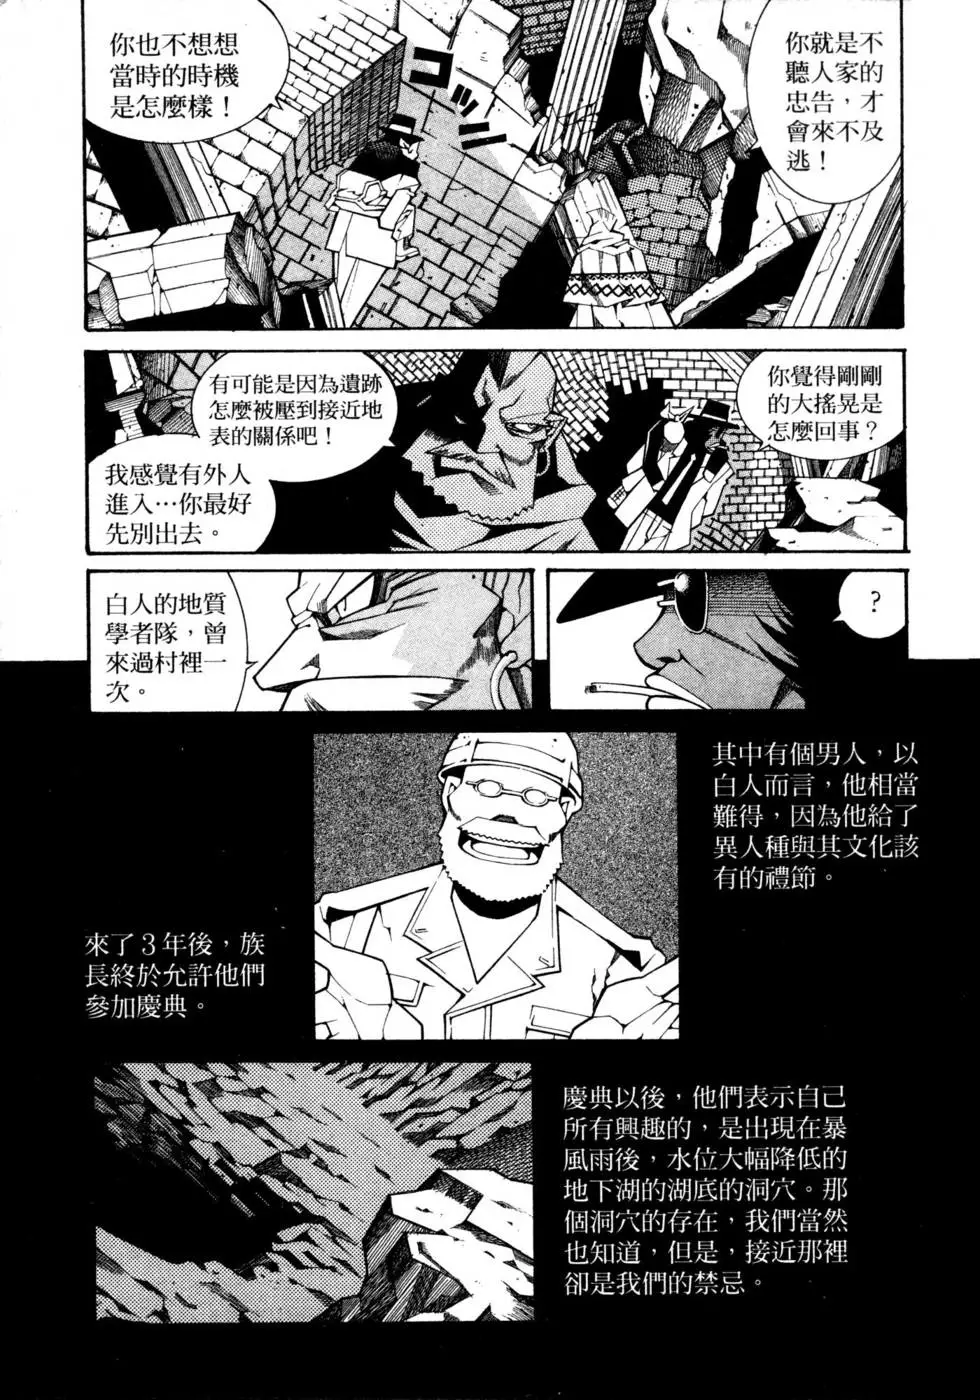 你就是不
聽人家的
忠告，才
會來不及
逃！
你也不想想
當時的時機
是怎麼樣！
コツ
コツ
你覺得剛剛
的大搖晃是
怎麼回事？
有可能是因為遺跡
怎麼被壓到接近地
表的關係吧！
我感覺有外人
進入…你最好
先別出去。
？
白人的地質
學者隊，曾
來過村裡一
次。
其中有個男人，以
白人而言，他相當
難得，因為他給了
異人種與其文化該
有的禮節。
來了３年後，族
長終於允許他們
參加慶典。
慶典以後，他們表示自己
所有興趣的，是出現在暴
風雨後，水位大幅降低的
地下湖的湖底的洞穴。那
個洞穴的存在，我們當然
也知道，但是，接近那裡
卻是我們的禁忌。